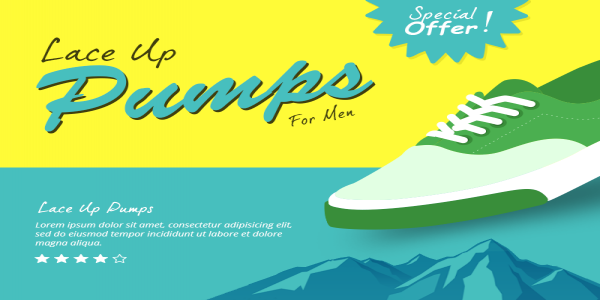 Special
Offer!
Lace Up
Pumps
For Men
Lace Up Pumps
Lorem ipsum dolor sit amet, consectetur adipisicing elit,
sed do eiusmod tempor incididunt ut labore et dolore
magna aliqua.